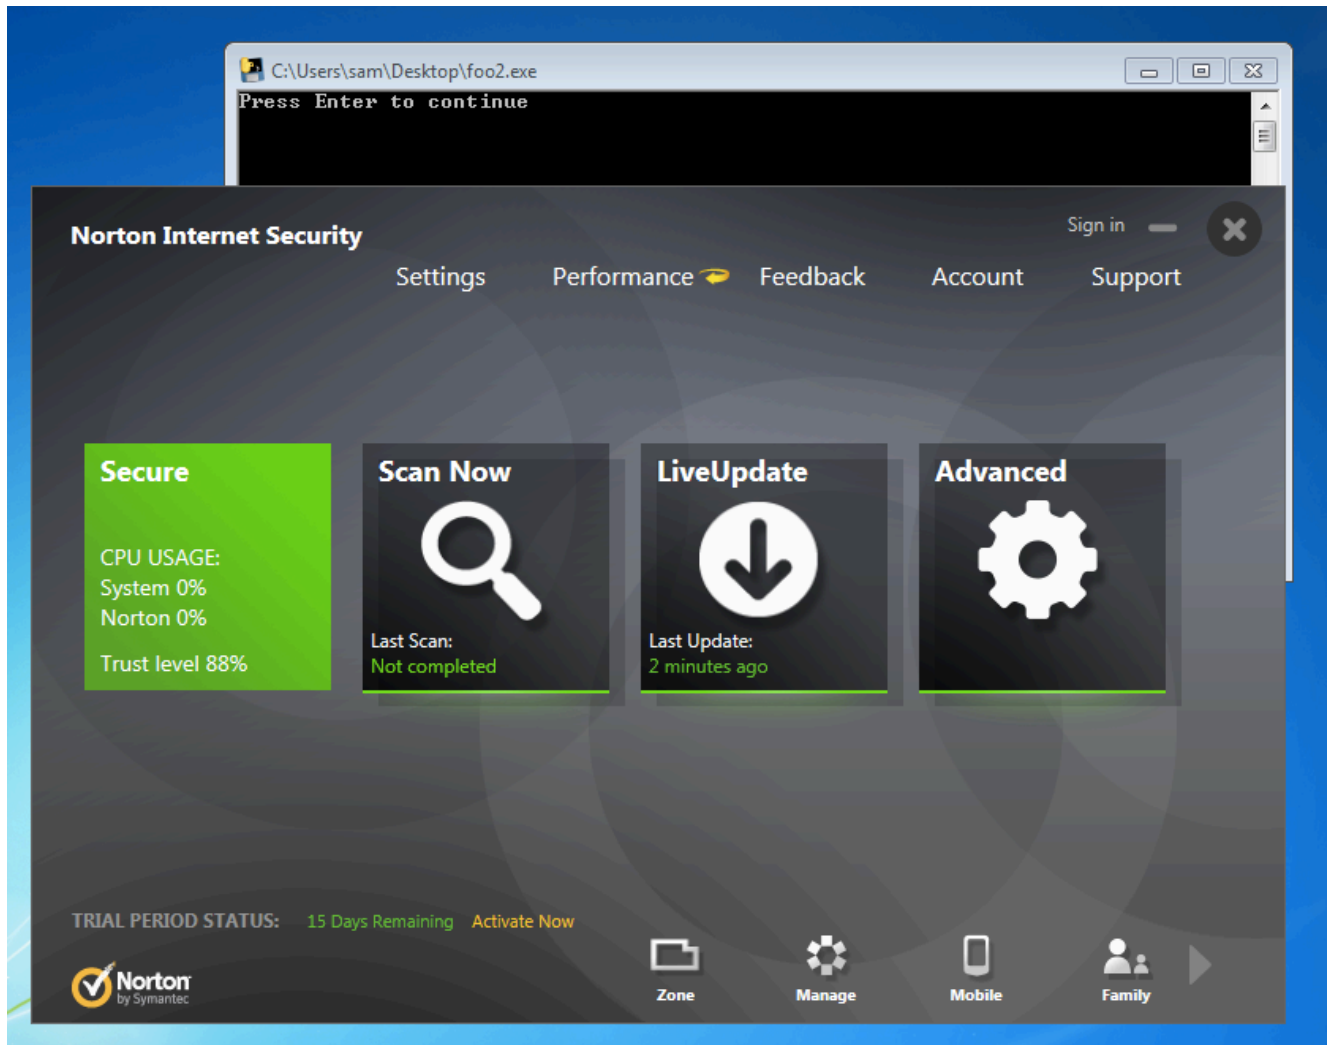 C:\Users\sam\Desktop\foo2.exe
Press Enter to continue
Norton Internet Security
Sign in
Settings Performance Feedback Account Support
Secure
CPU USAGE:
System 0%
Norton 0%
Trust level 88%
Scan Now
Last Scan:
Not completed
LiveUpdate
Last Update:
2 minutes ago
Advanced
TRIAL PERIOD STATUS: 15 Days Remaining Activate Now
Norton
by Symantec
Zone Manage Mobile Family